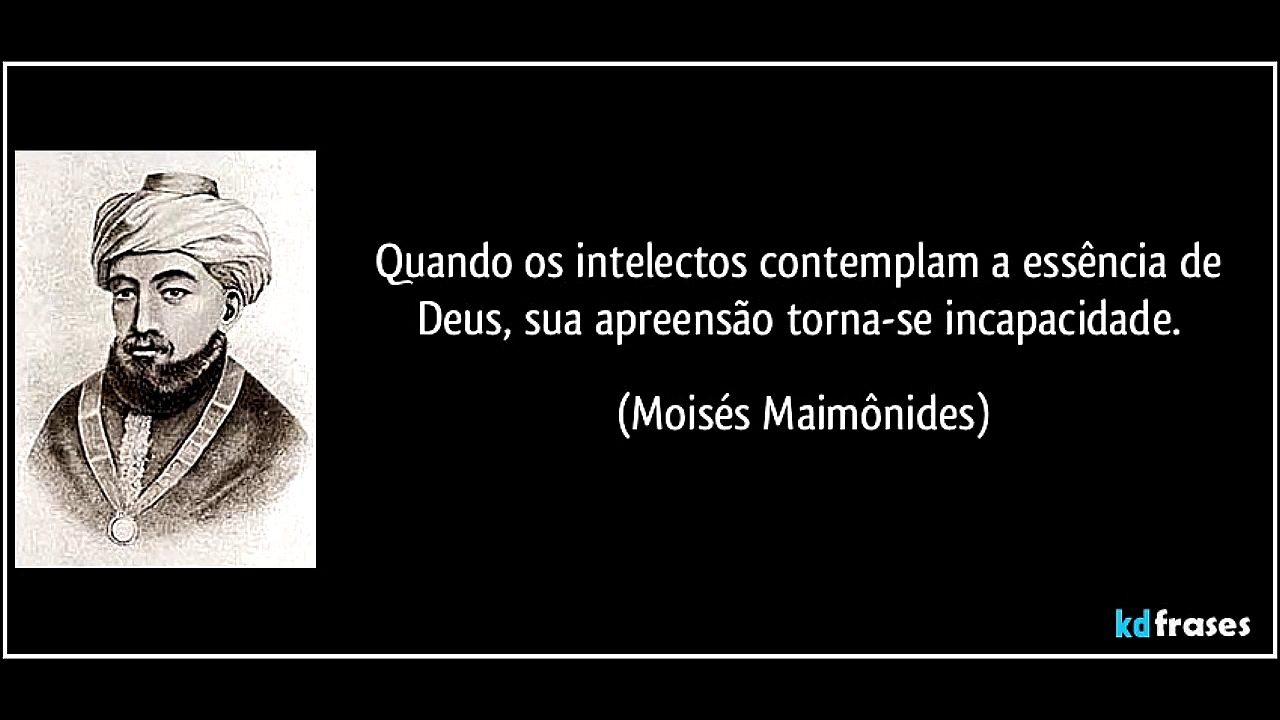 Quando os intelectos contemplam a essência de
Deus, sua apreensão torna-se incapacidade.
(Moisés Maimônides)
kdfrases